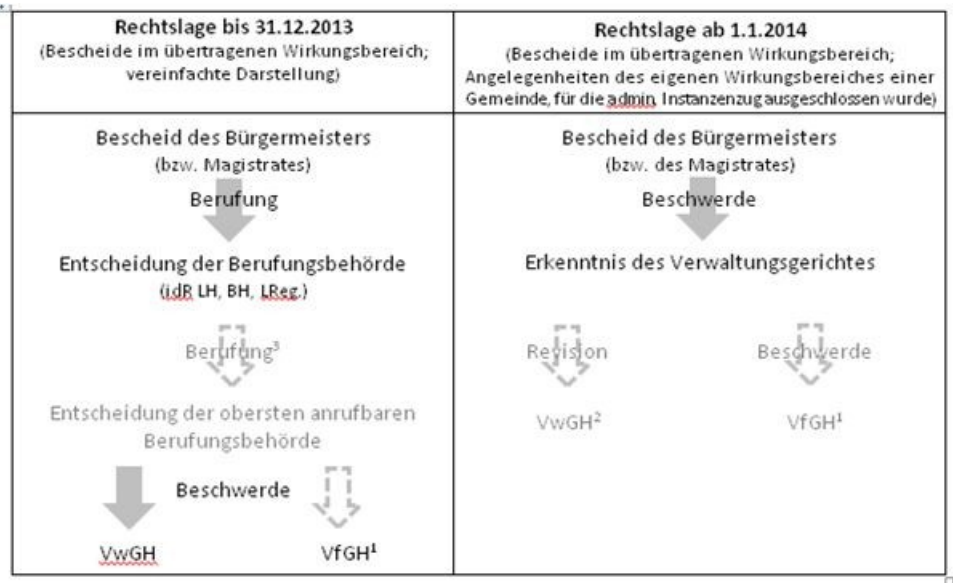 Rechtslage bis 31.12.2013
(Bescheide im übertragenen Wirkungsbereich;
vereinfachte Darstellung)
Bescheid des Bürgermeisters
(bzw. Magistrates)
Berufung
Entscheidung der Berufungsbehörde
(idR LH, BH, LReg.)
Berufung³
Entscheidung der obersten anrufbaren
Berufungsbehörde
Beschwerde
VwGH VfGH¹
Rechtslage ab 1.1.2014
(Bescheide im übertragenen Wirkungsbereich;
Angelegenheiten des eigenen Wirkungsbereiches einer
Gemeinde, für die admin. Instanzenzug ausgeschlossen wurde)
Bescheid des Bürgermeisters
(bzw. des Magistrates)
Beschwerde
Erkenntnis des Verwaltungsgerichtes
Revision Beschwerde
VwGH² VfGH¹